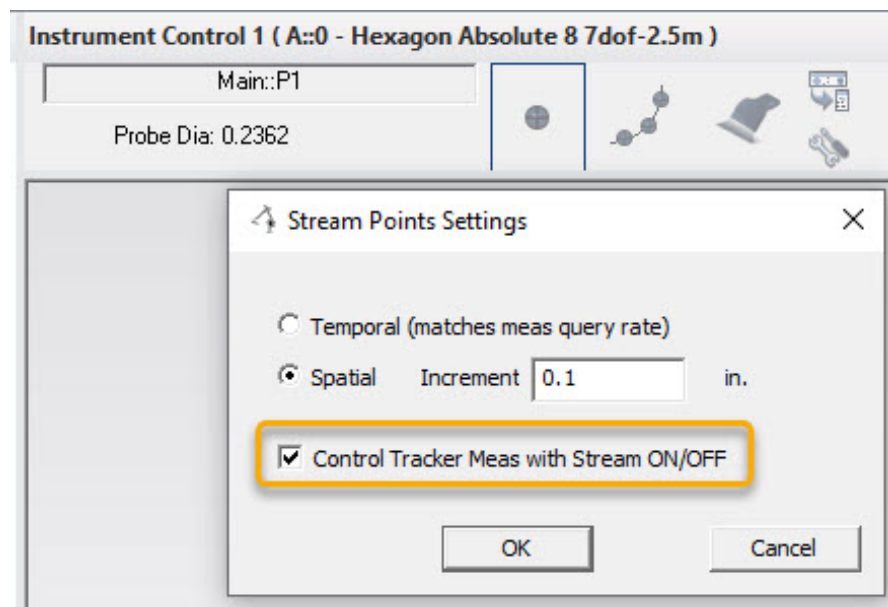 Instrument Control 1 ( A::0 - Hexagon Absolute 8 7dof-2.5m )
Main::P1
Probe Dia: 0.2362
Stream Points Settings
Temporal (matches meas query rate)
Spatial Increment 0.1 in.
Control Tracker Meas with Stream ON/OFF
OK Cancel